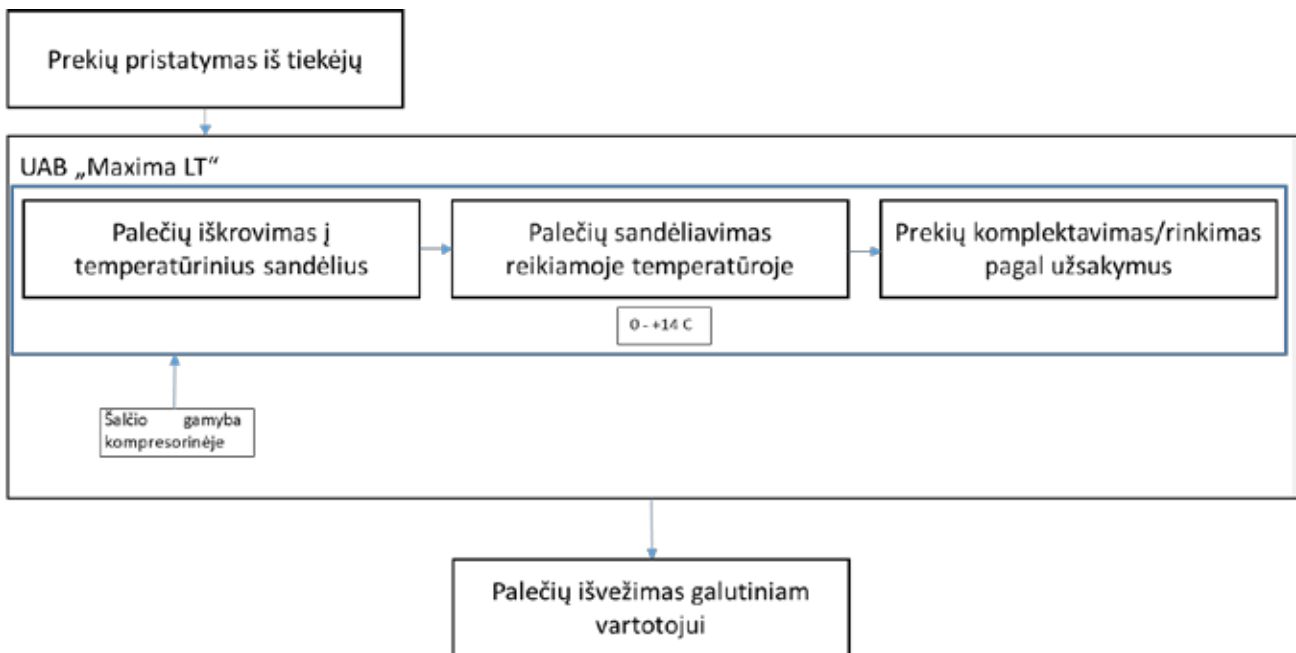 Prekių pristatymas iš tiekėjų
UAB „Maxima LT“
Palečių iškrovimas į
temperatūrinius sandėlius
Palečių sandėliavimas
reikiamoje temperatūroje
Prekių komplektavimas/rinkimas
pagal užsakymus
0 - +14 C
Šalčio gamyba
kompresorinėje
Palečių išvežimas galutiniam
vartotojui